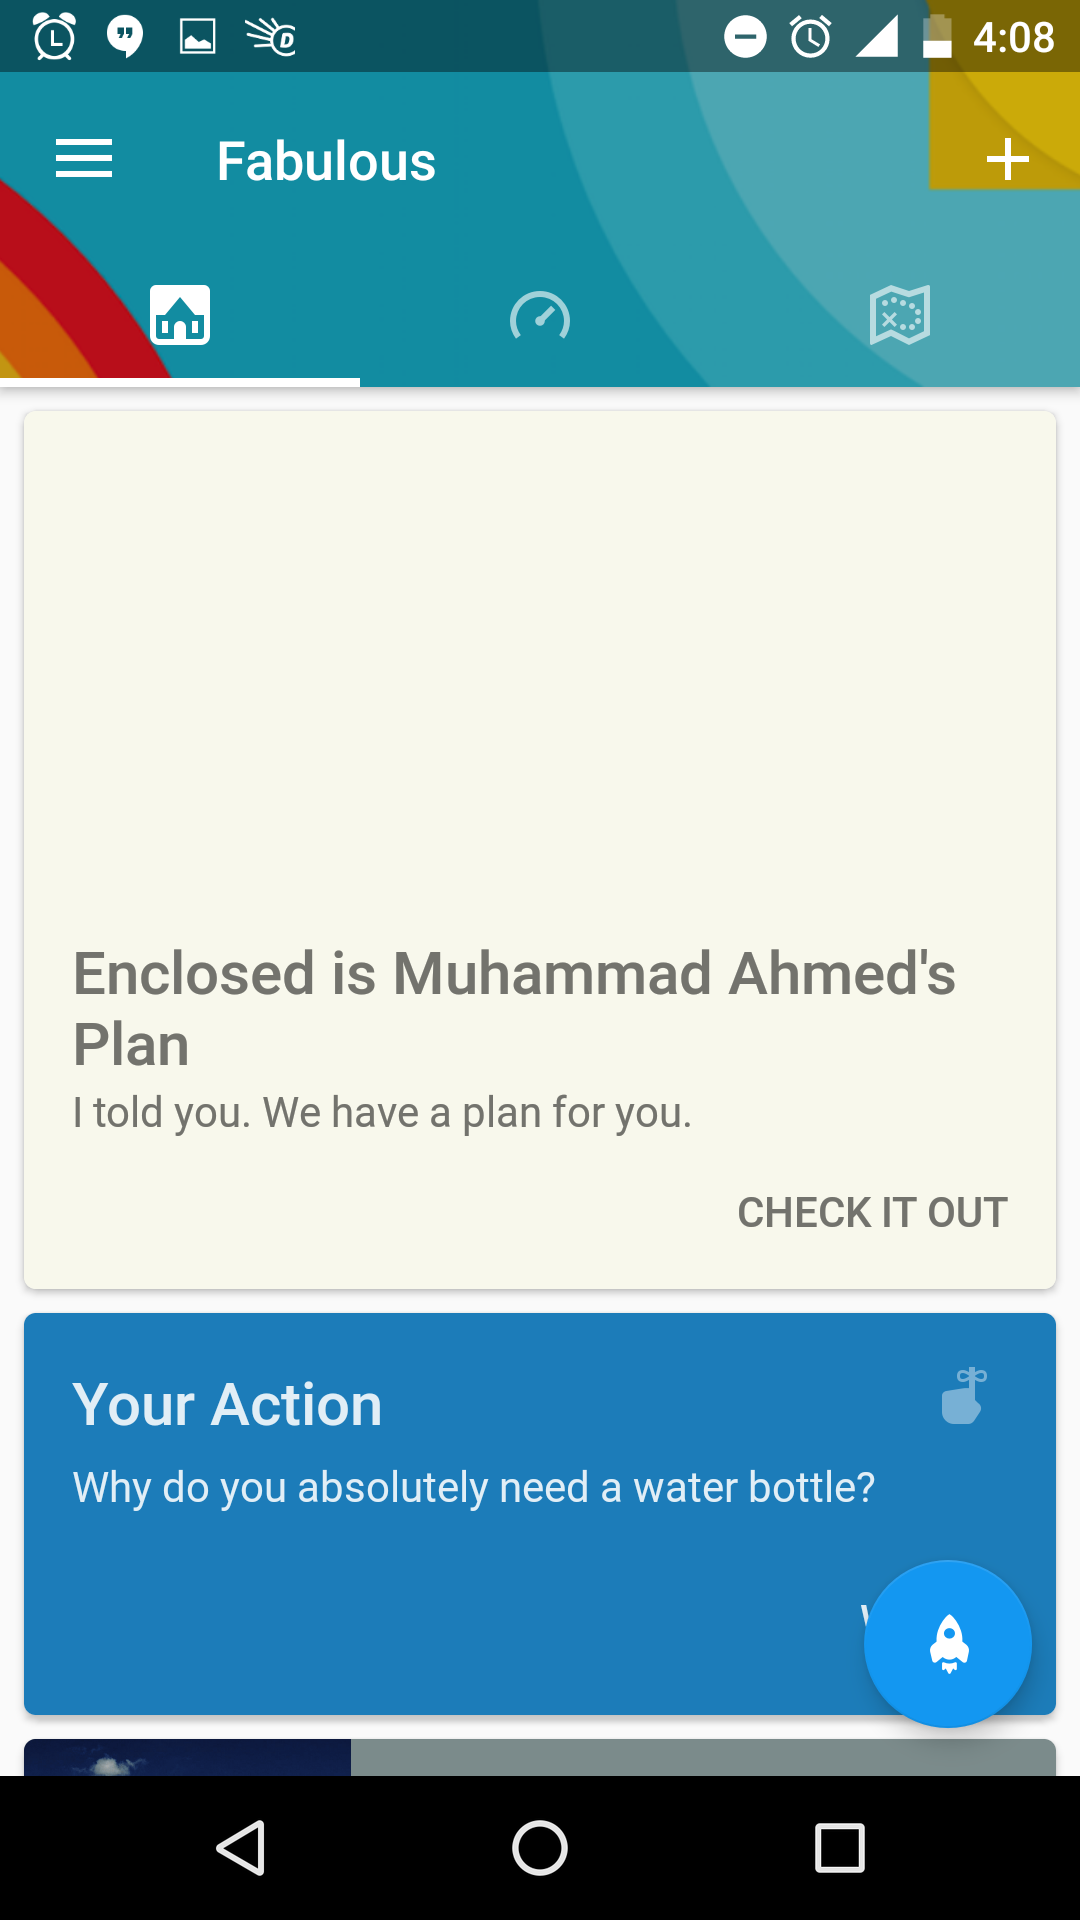 4:08
Fabulous
Enclosed is Muhammad Ahmed's
Plan
I told you. We have a plan for you.
CHECK IT OUT
Your Action
Why do you absolutely need a water bottle?